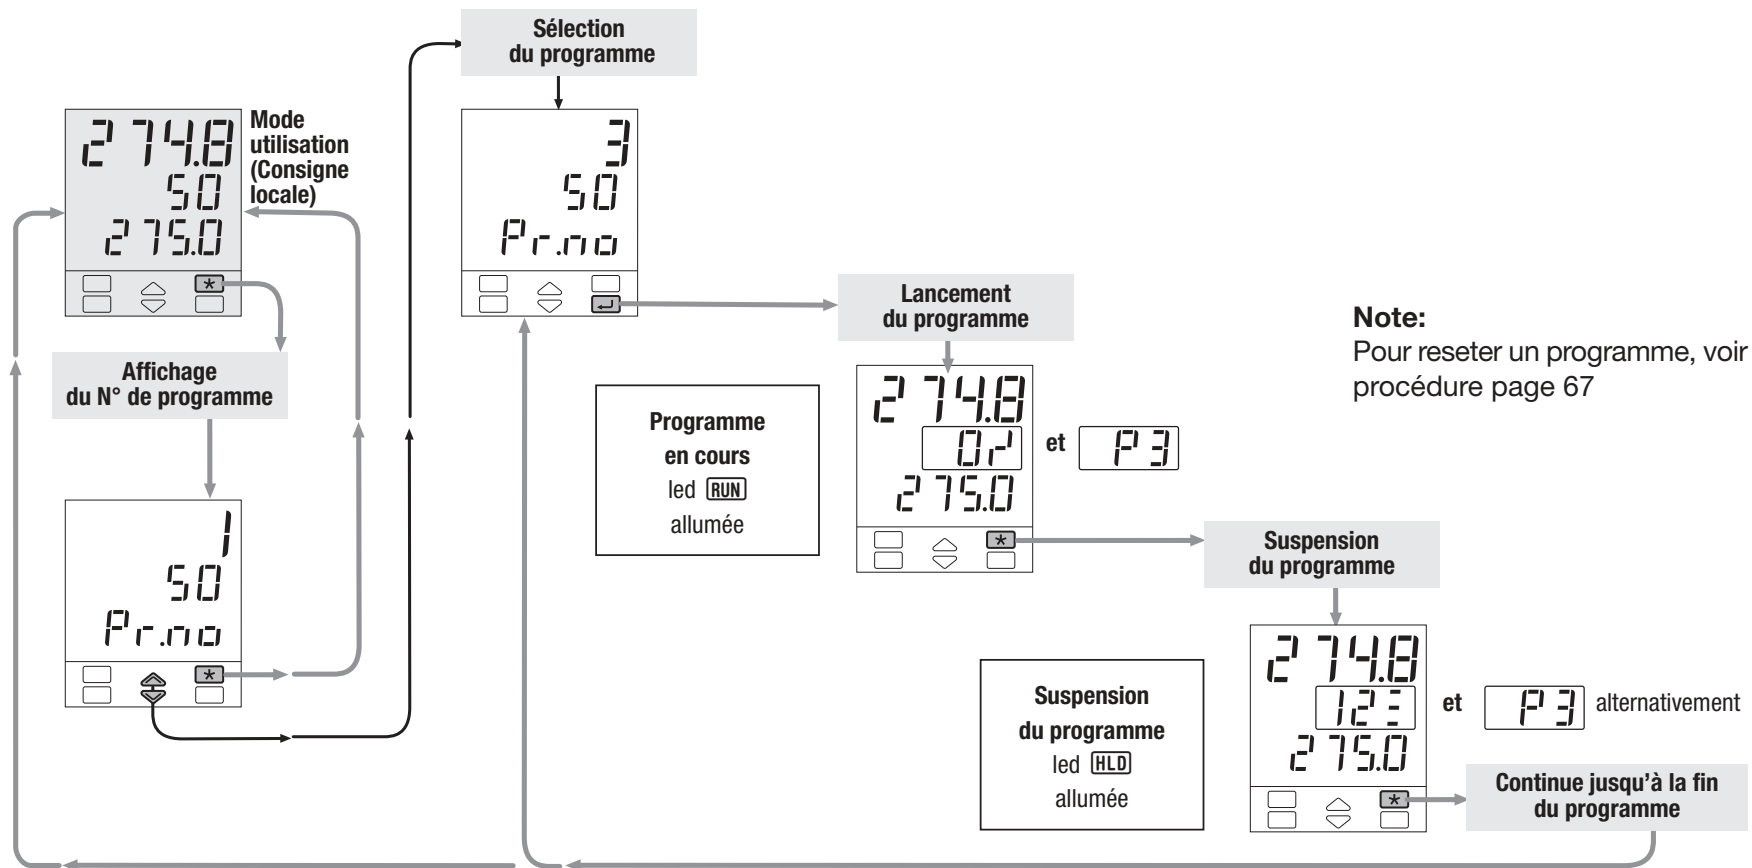 Sélection
du programme
Mode
utilisation
(Consigne
locale)
274.8
50
275.0
*
Affichage
du N° de programme
1
50
Pr.no
*
3
50
Pr.no
Lancement
du programme
Programme
en cours
led RUN
allumée
274.8
et P3
275.0
*
Note:
Pour reseter un programme, voir
procédure page 67
Suspension
du programme
Suspension
du programme
led HLD
allumée
274.8
et P3 alternativement
275.0
*
Continue jusqu'à la fin
du programme